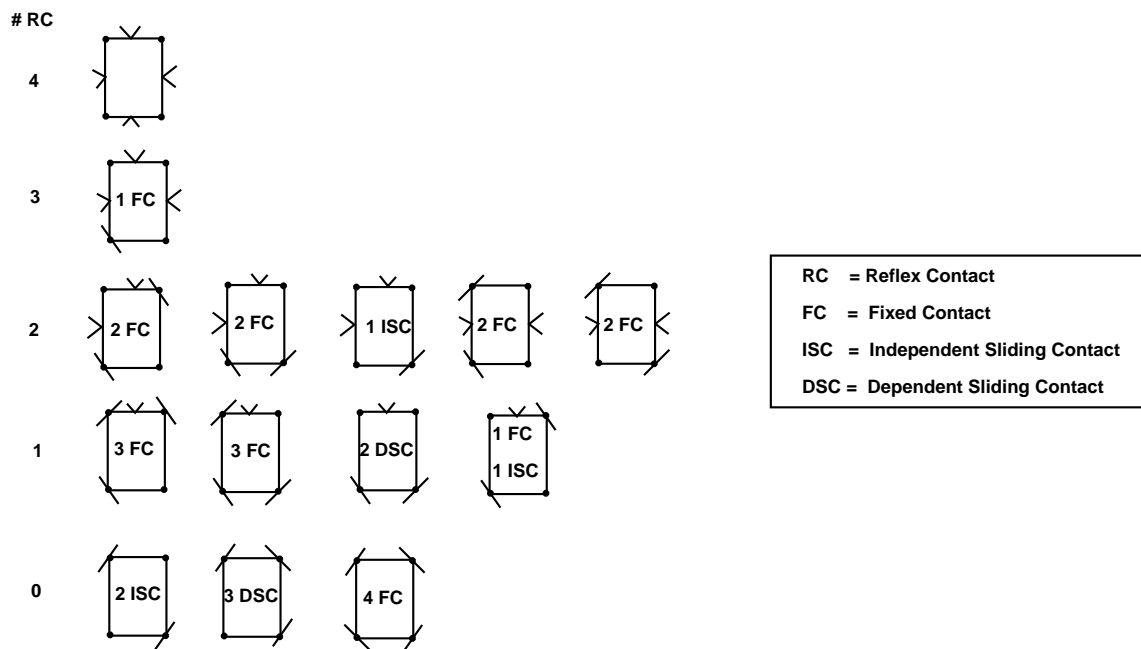 # RC
4
3
1 FC
2
2 FC
2 FC
1 ISC
2 FC
2 FC
1
3 FC
3 FC
2 DSC
1 FC
1 ISC
0
2 ISC
3 DSC
4 FC
RC = Reflex Contact
FC = Fixed Contact
ISC = Independent Sliding Contact
DSC = Dependent Sliding Contact